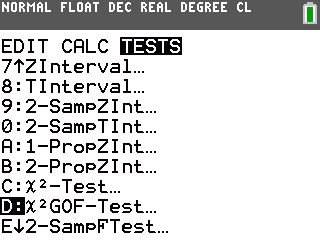 NORMAL FLOAT DEC REAL DEGREE CL
EDIT CALC TESTS
7↑ZInterval…
8:TInterval…
9:2-SampZInt…
0:2-SampTInt…
A:1-PropZInt…
B:2-PropZInt…
C:χ²-Test…
D:χ²GOF-Test…
E↓2-SampFTest…